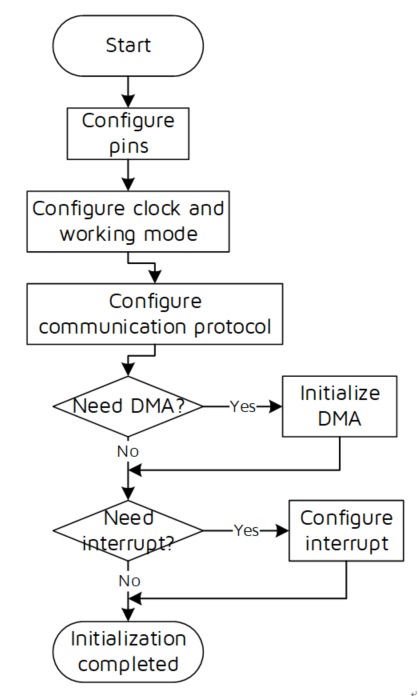 Start
Configure
pins
Configure clock and
working mode
Configure
communication protocol
Need DMA?
Yes
Initialize
DMA
No
Need
interrupt?
Yes
Configure
interrupt
No
Initialization
completed